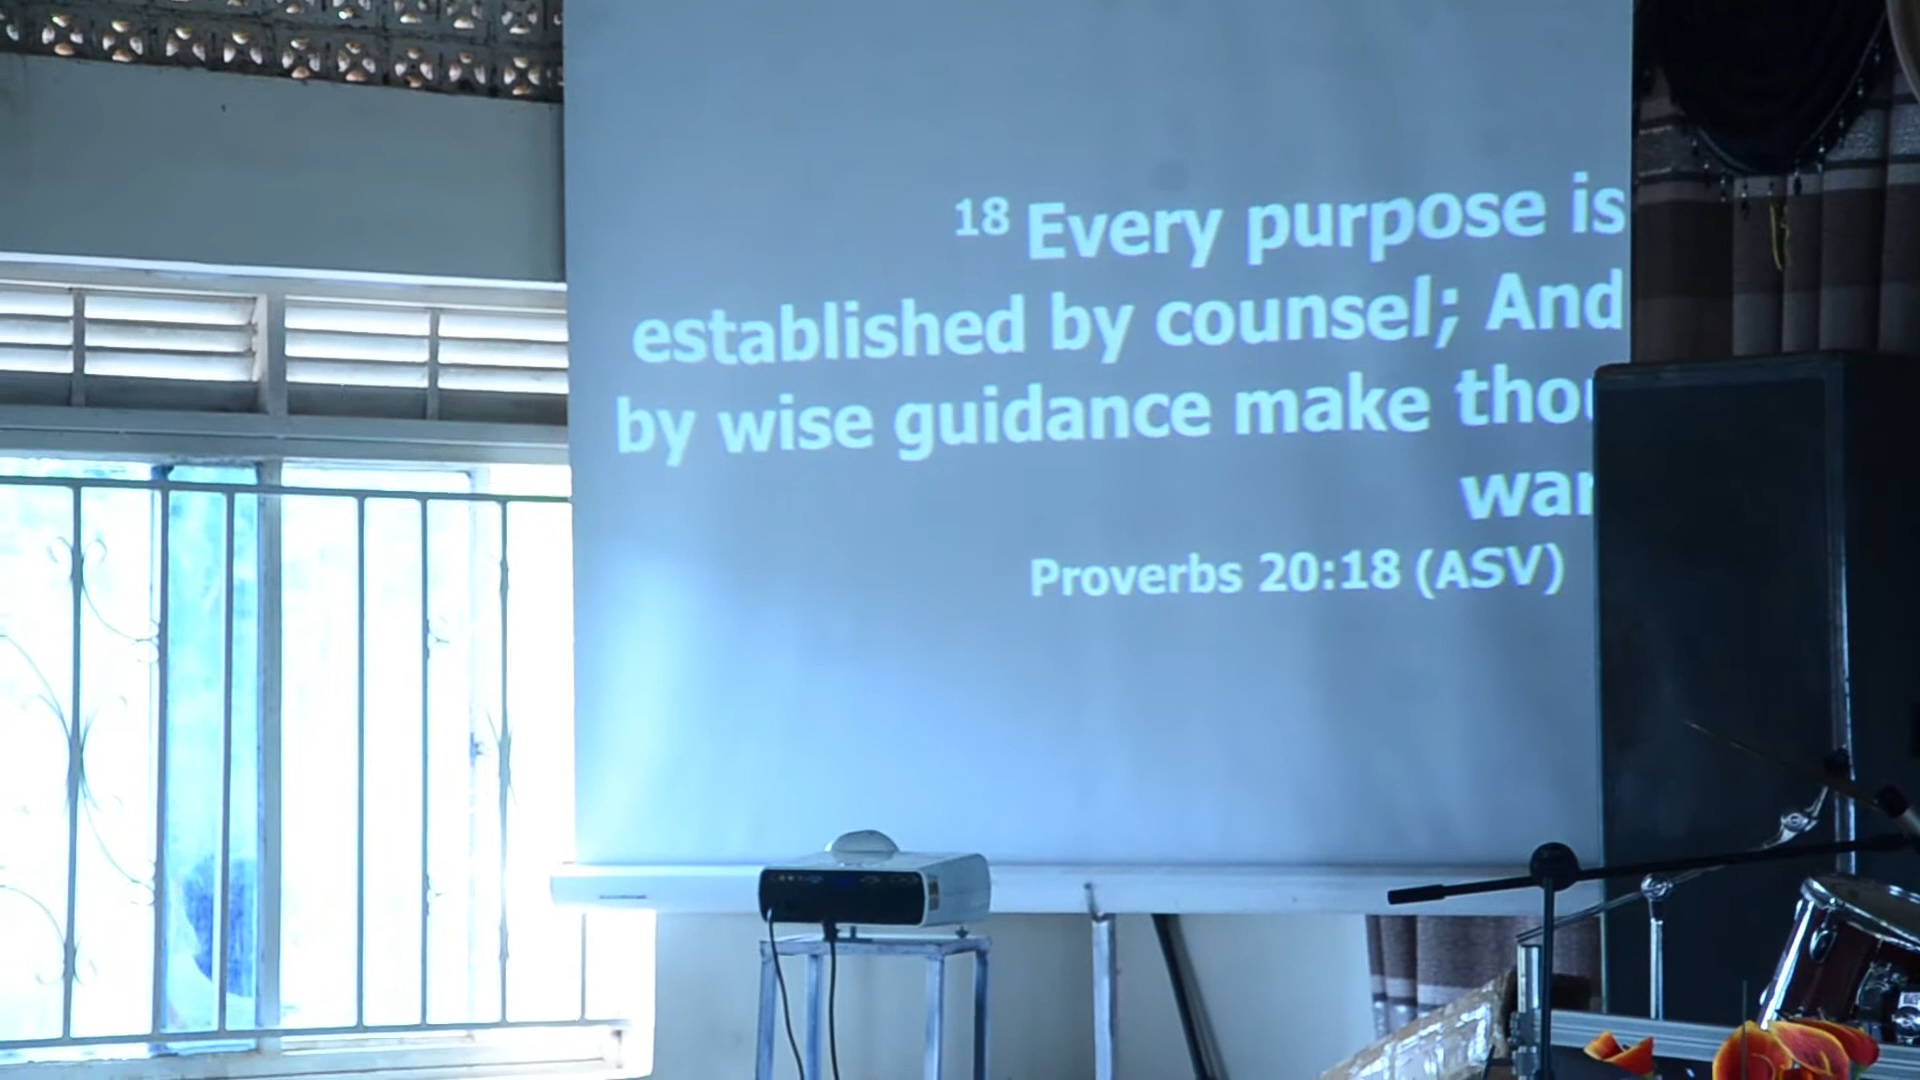 18 Every purpose is
established by counsel; And
by wise guidance make
Proverbs 20:18 (ASV)